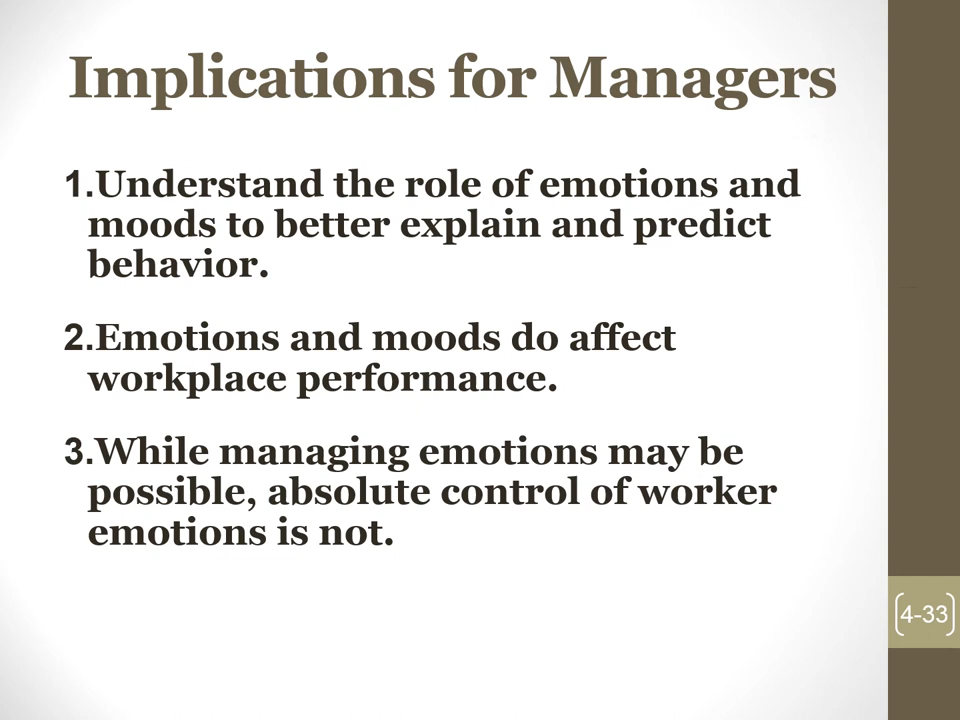 Implications for Managers
1.Understand the role of emotions and
moods to better explain and predict
behavior.
2.Emotions and moods do affect
workplace performance.
3.While managing emotions may be
possible, absolute control of worker
emotions is not.
4-33